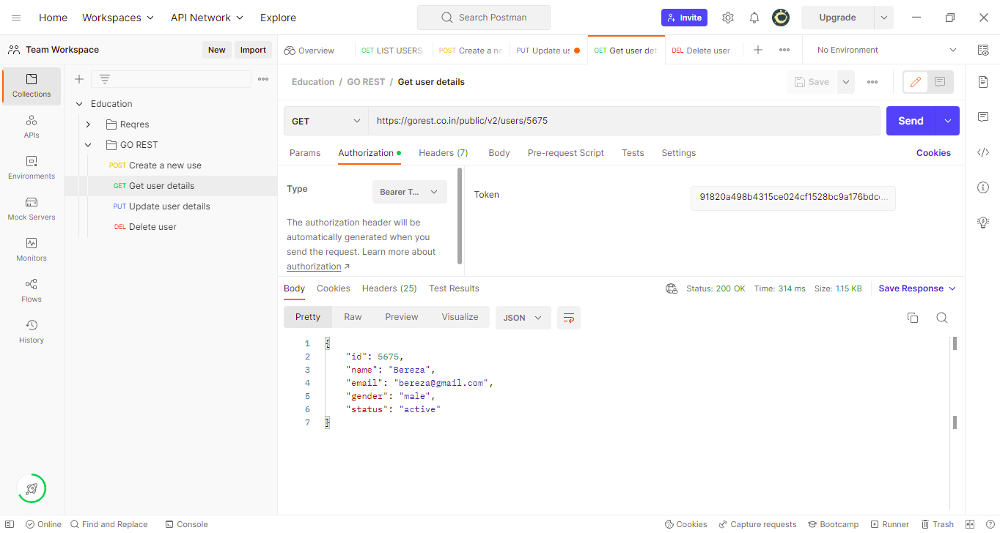 Home Workspaces API Network Explore Search Postman Invite Upgrade
Team Workspace New Import Overview GET LIST USERS POST Create a ne PUT Update us GET Get user det DEL Delete user No Environment
Collections
APIs
Environments
Mock Servers
Monitors
Flows
History
Education
Reqres
GO REST
POST Create a new use
GET Get user details
PUT Update user details
DEL Delete user
Education / GO REST / Get user details Save
GET https://gorest.co.in/public/v2/users/5675 Send
Params Authorization Headers (7) Body Pre-request Script Tests Settings Cookies
Type Bearer T... Token 91820a498b4315ce024cf1528bc9a176bdc...
The authorization header will be
automatically generated when you
send the request. Learn more about
authorization ↗
Body Cookies Headers (25) Test Results Status: 200 OK Time: 314 ms Size: 1.15 KB Save Response
Pretty Raw Preview Visualize JSON
1 {
2 "id": 5675,
3 "name": "Bereza",
4 "email": "bereza@gmail.com",
5 "gender": "male",
6 "status": "active"
7 }
Online Find and Replace Console Cookies Capture requests Bootcamp Runner Trash